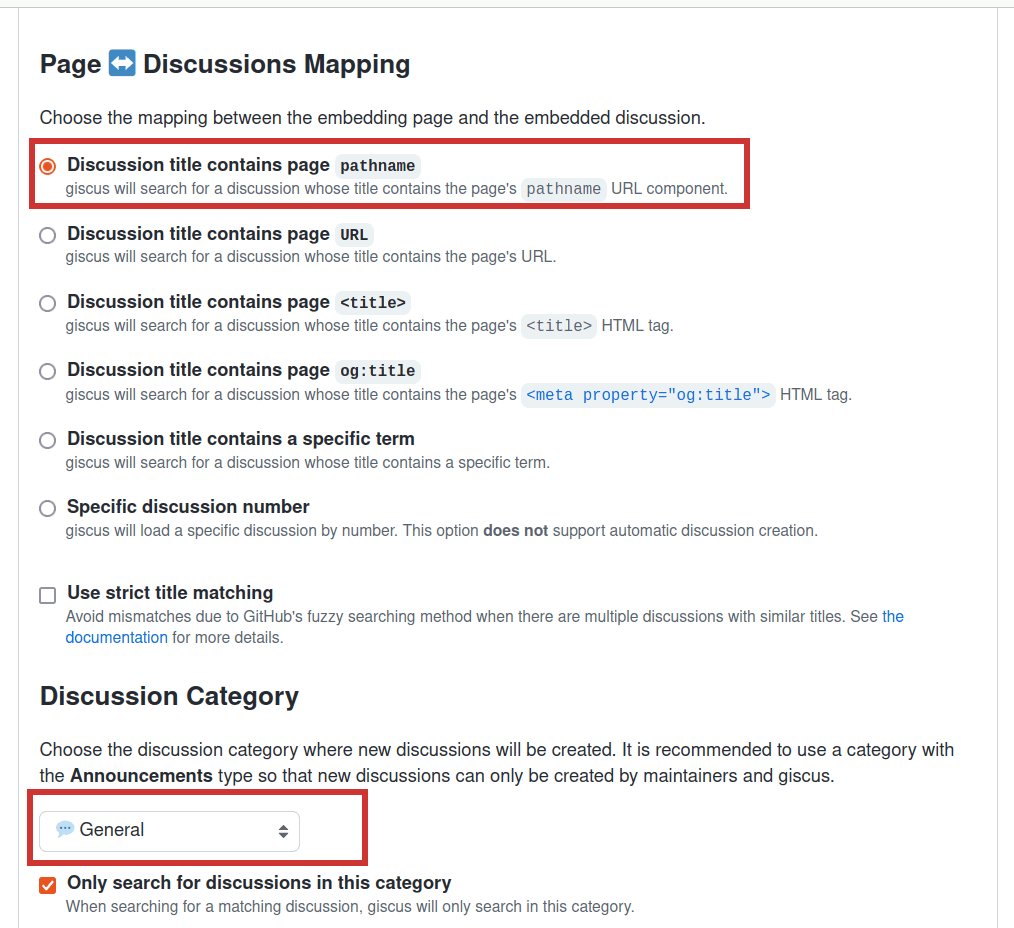 Page ↔️ Discussions Mapping
Choose the mapping between the embedding page and the embedded discussion.
Discussion title contains page pathname
giscus will search for a discussion whose title contains the page's pathname URL component.
Discussion title contains page URL
giscus will search for a discussion whose title contains the page's URL.
Discussion title contains page <title>
giscus will search for a discussion whose title contains the page's <title> HTML tag.
Discussion title contains page og:title
giscus will search for a discussion whose title contains the page's <meta property="og:title"> HTML tag.
Discussion title contains a specific term
giscus will search for a discussion whose title contains a specific term.
Specific discussion number
giscus will load a specific discussion by number. This option does not support automatic discussion creation.
Use strict title matching
Avoid mismatches due to GitHub's fuzzy searching method when there are multiple discussions with similar titles. See the
documentation for more details.
Discussion Category
Choose the discussion category where new discussions will be created. It is recommended to use a category with
the Announcements type so that new discussions can only be created by maintainers and giscus.
💬 General
Only search for discussions in this category
When searching for a matching discussion, giscus will only search in this category.